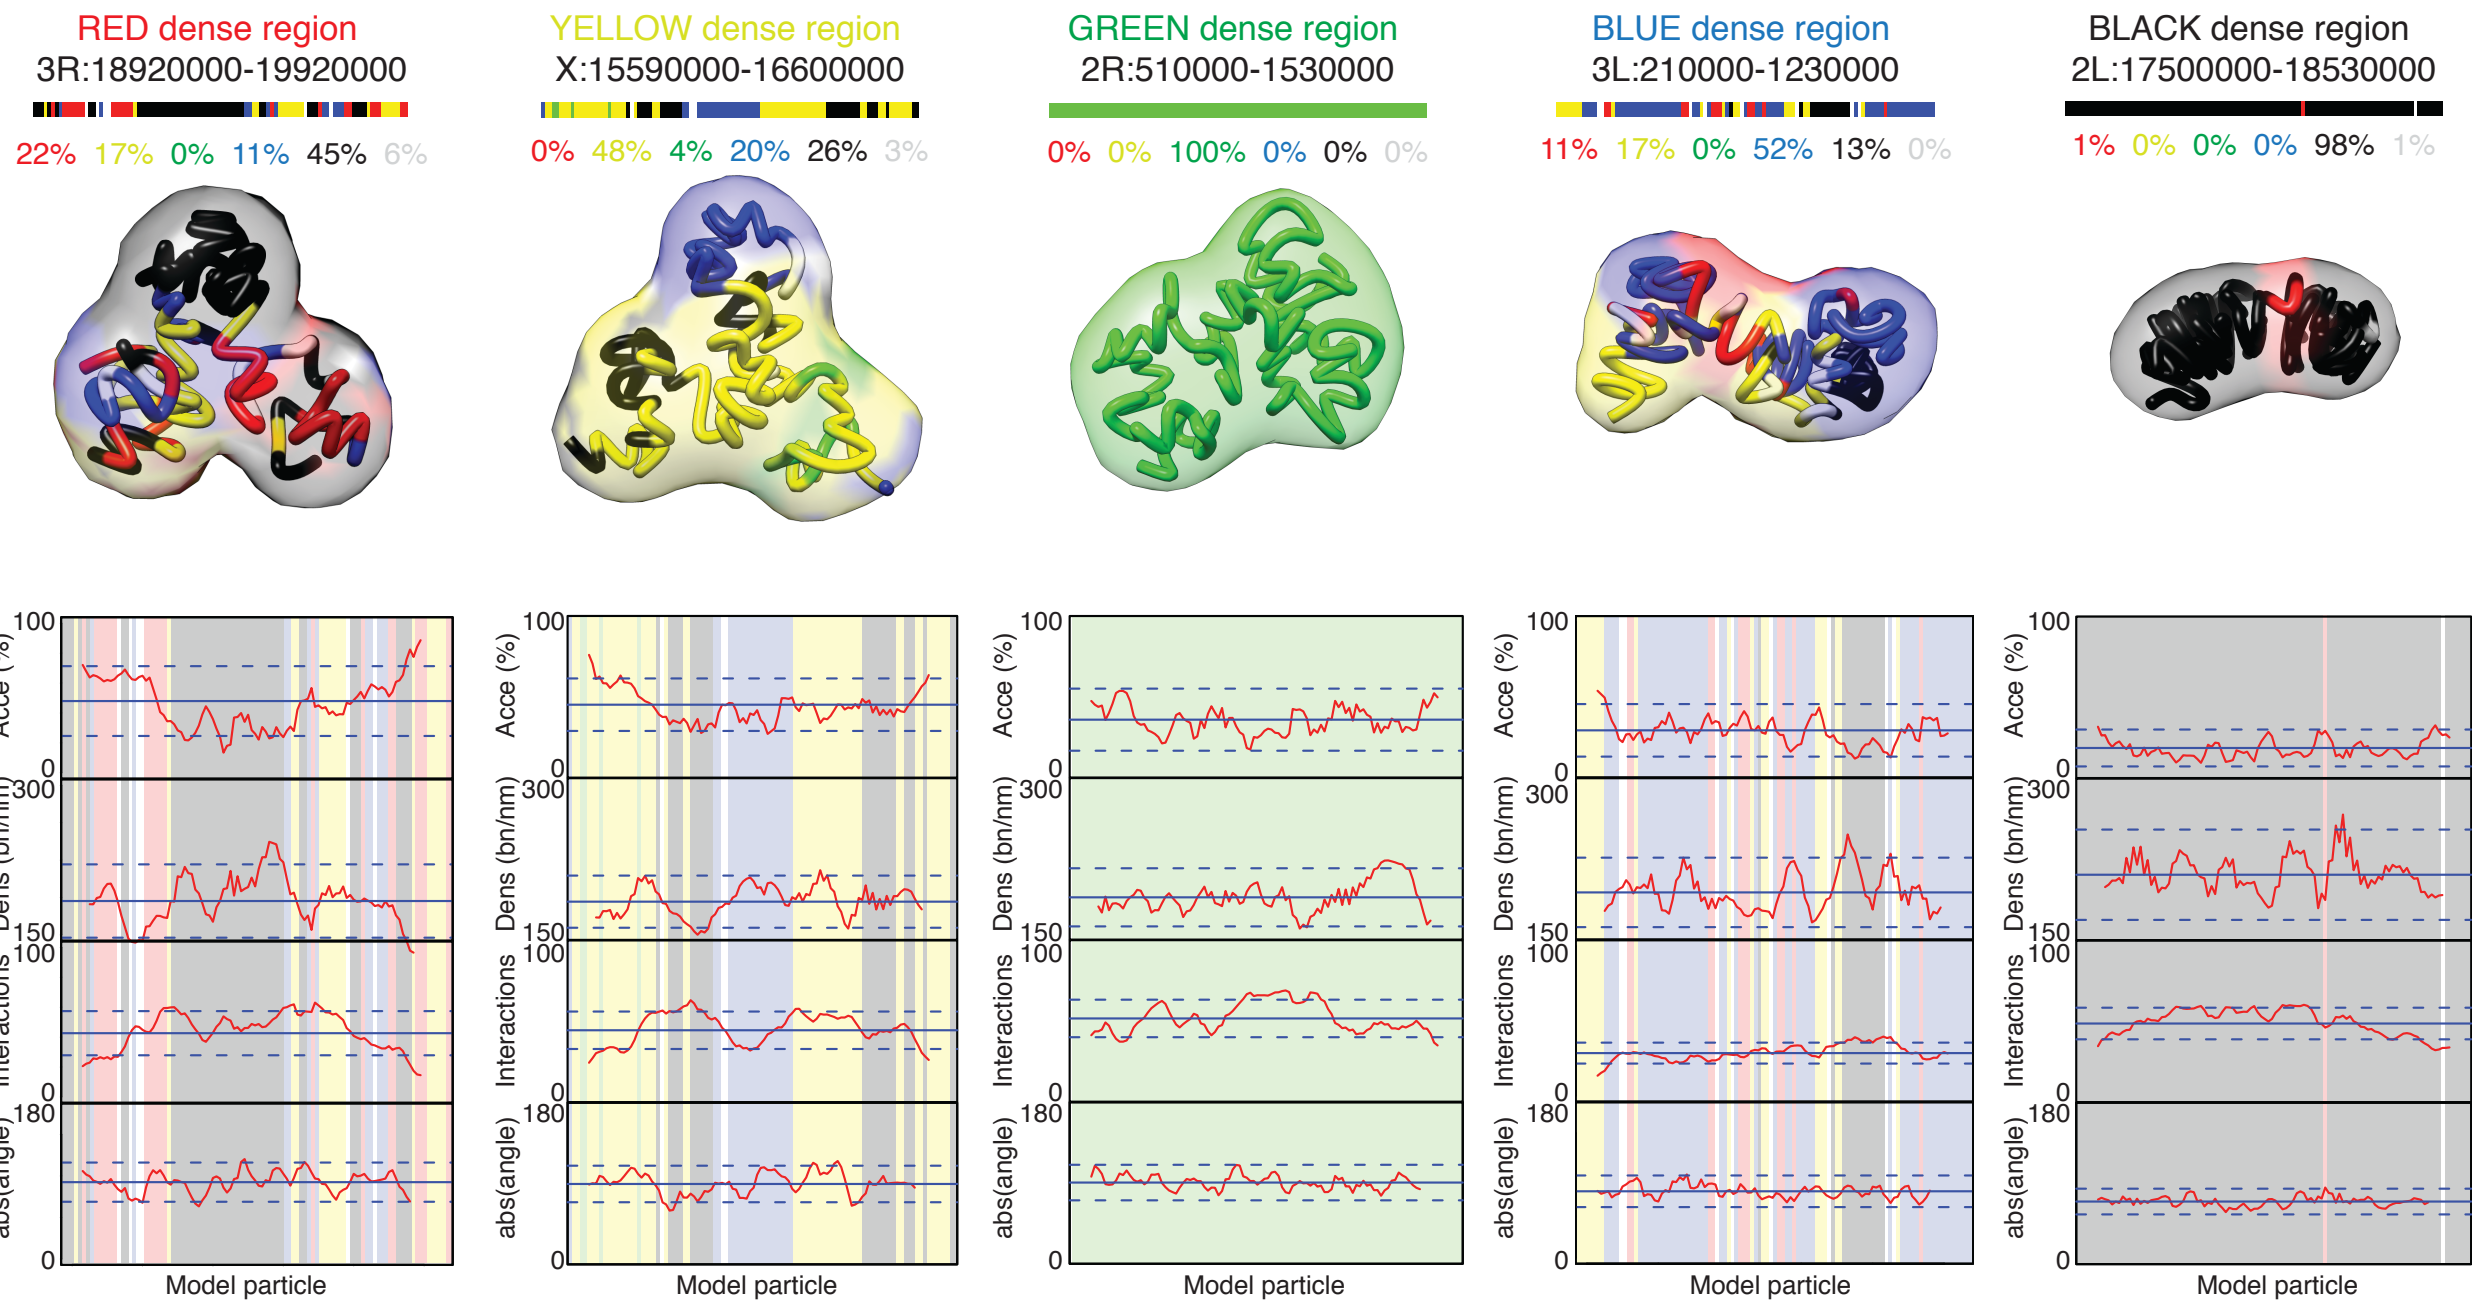 RED dense region
3R:18920000-19920000
22% 17% 0% 11% 45% 6%
YELLOW dense region
X:15590000-16600000
0% 48% 4% 20% 26% 3%
GREEN dense region
2R:510000-1530000
0% 0% 100% 0% 0% 0%
BLUE dense region
3L:210000-1230000
11% 17% 0% 52% 13% 0%
BLACK dense region
2L:17500000-18530000
1% 0% 0% 0% 98% 1%
Acce (%)
100
0
Dens (bn/nm)
300
150
Interactions
100
0
abs(angle)
180
0
Model particle
Acce (%)
100
0
Dens (bn/nm)
300
150
Interactions
100
0
abs(angle)
180
0
Model particle
Acce (%)
100
0
Dens (bn/nm)
300
150
Interactions
100
0
abs(angle)
180
0
Model particle
Acce (%)
100
0
Dens (bn/nm)
300
150
Interactions
100
0
abs(angle)
180
0
Model particle
Acce (%)
100
0
Dens (bn/nm)
300
150
Interactions
100
0
abs(angle)
180
0
Model particle